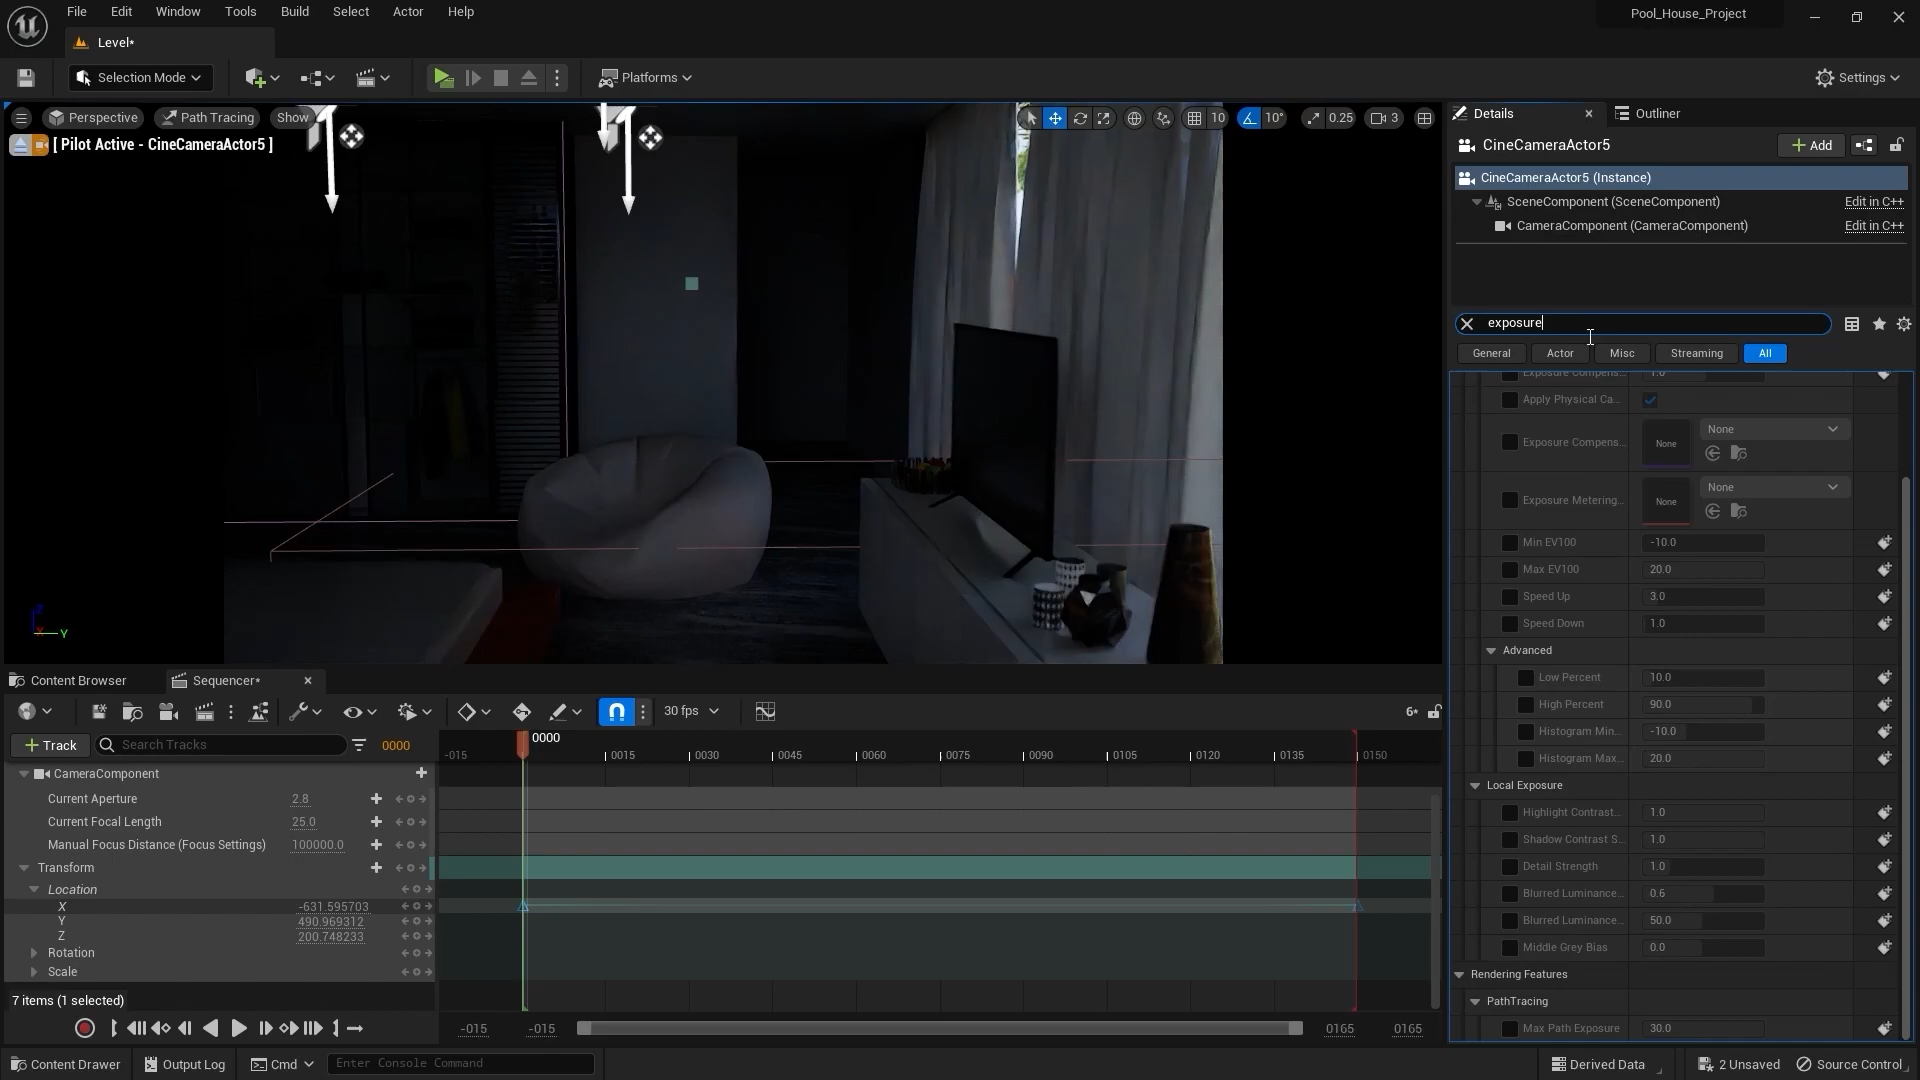 File Edit Window Tools Build Select Actor Help
Pool_House_Project
Level*
Selection Mode
Platforms
Settings
Perspective Path Tracing Show
10 10° 0.25 3
[ Pilot Active - CineCameraActor5 ]
Z
X Y
Details
Outliner
CineCameraActor5
+ Add
CineCameraActor5 (Instance)
SceneComponent (SceneComponent) Edit in C++
CameraComponent (CameraComponent) Edit in C++
exposure
General Actor Misc Streaming All
Exposure Compens... 1.0
Apply Physical Ca...
Exposure Compens... None None
Exposure Metering... None None
Min EV100 -10.0
Max EV100 20.0
Speed Up 3.0
Speed Down 1.0
Advanced
Low Percent 10.0
High Percent 90.0
Histogram Min... -10.0
Histogram Max... 20.0
Local Exposure
Highlight Contrast... 1.0
Shadow Contrast S... 1.0
Detail Strength 1.0
Blurred Luminance... 0.6
Blurred Luminance... 50.0
Middle Grey Bias 0.0
Rendering Features
PathTracing
Max Path Exposure 30.0
Content Browser
Sequencer*
30 fps
6*
+ Track Search Tracks 0000
0000
-015 0015 0030 0045 0060 0075 0090 0105 0120 0135 0150
CameraComponent
Current Aperture 2.8
Current Focal Length 25.0
Manual Focus Distance (Focus Settings) 100000.0
Transform
Location
X -631.595703
Y 490.969312
Z 200.748233
Rotation
Scale
7 items (1 selected)
-015 -015 0165 0165
Content Drawer Output Log Cmd Enter Console Command
Derived Data 2 Unsaved Source Control